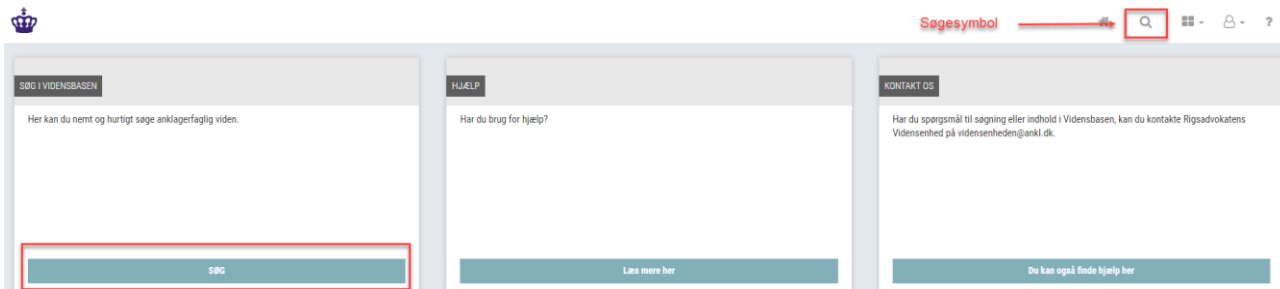 Søgesymbol
?
SØG I VIDENSBASEN
Her kan du nemt og hurtigt søge anklagerfaglig viden.
SØG
HJÆLP
Har du brug for hjælp?
Læs mere her
KONTAKT OS
Har du spørgsmål til søgning eller indhold i Vidensbasen, kan du kontakte Rigsadvokatens
Vidensenhed på vidensenheden@ankl.dk.
Du kan også finde hjælp her